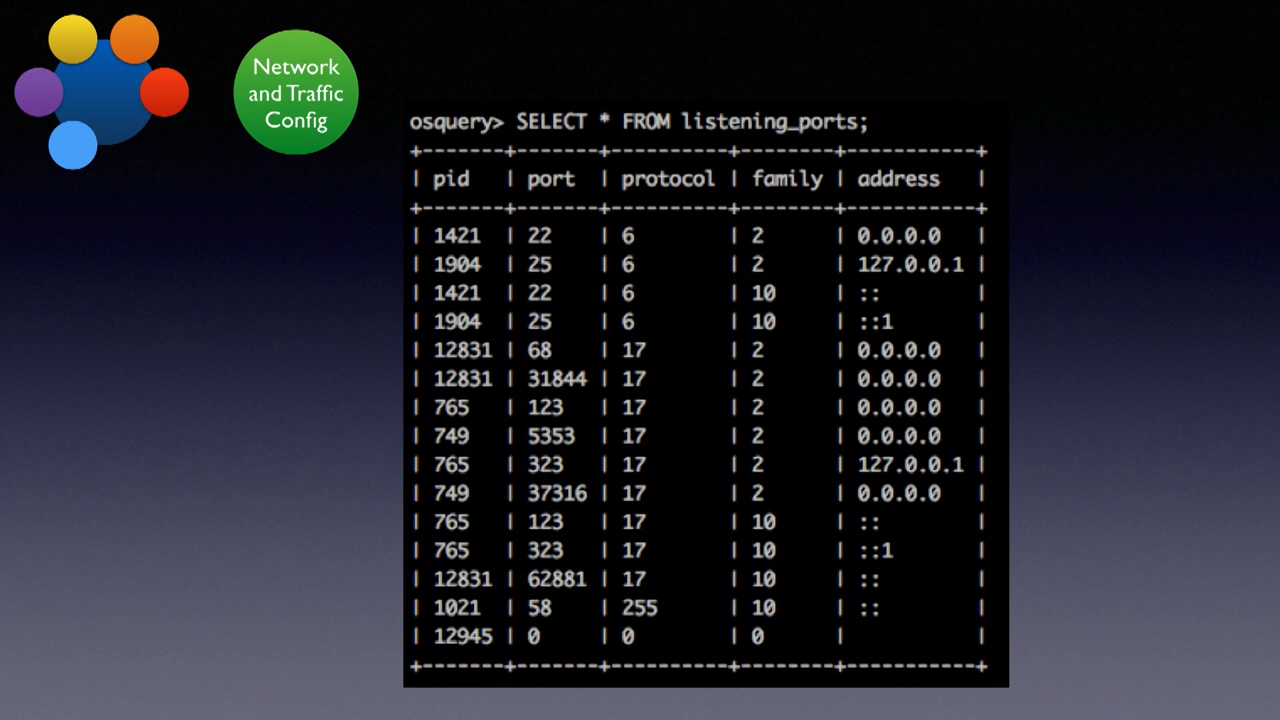 Network
and Traffic
Config
osquery> SELECT * FROM listening_ports;
+-------+-------+----------+--------+-----------+
| pid   | port  | protocol | family | address   |
+-------+-------+----------+--------+-----------+
| 1421  | 22    | 6        | 2      | 0.0.0.0   |
| 1904  | 25    | 6        | 2      | 127.0.0.1 |
| 1421  | 22    | 6        | 10     | ::        |
| 1904  | 25    | 6        | 10     | ::1       |
| 12831 | 68    | 17       | 2      | 0.0.0.0   |
| 12831 | 31844 | 17       | 2      | 0.0.0.0   |
| 765   | 123   | 17       | 2      | 0.0.0.0   |
| 749   | 5353  | 17       | 2      | 0.0.0.0   |
| 765   | 323   | 17       | 2      | 127.0.0.1 |
| 749   | 37316 | 17       | 2      | 0.0.0.0   |
| 765   | 123   | 17       | 10     | ::        |
| 765   | 323   | 17       | 10     | ::1       |
| 12831 | 62881 | 17       | 10     | ::        |
| 1021  | 58    | 255      | 10     | ::        |
| 12945 | 0     | 0        | 0      |           |
+-------+-------+----------+--------+-----------+